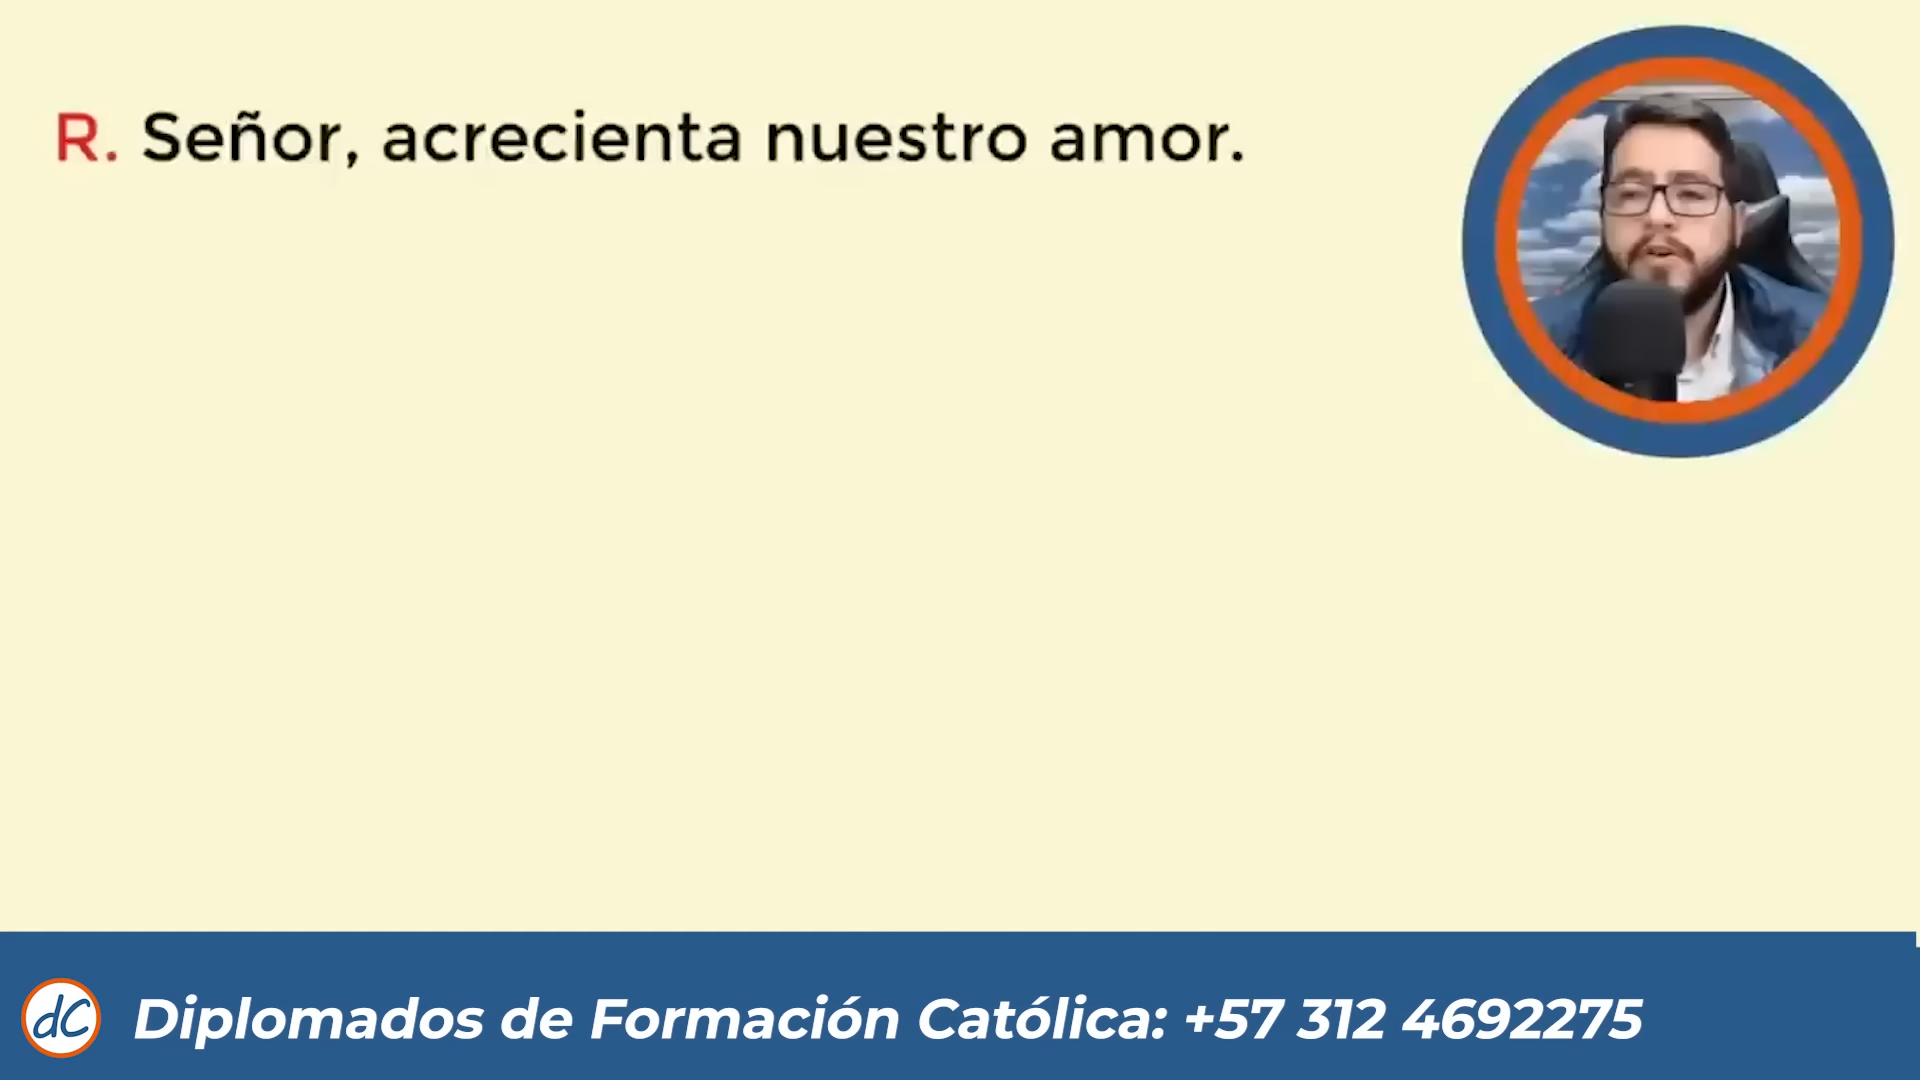 R. Señor, acrecienta nuestro amor.
dC Diplomados de Formación Católica: +57 312 4692275